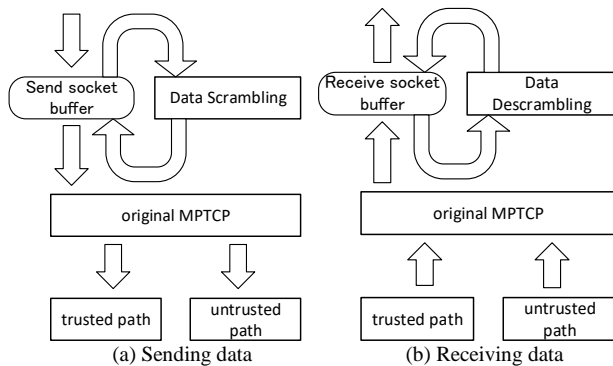 Send socket
buffer
Data Scrambling
original MPTCP
trusted path
untrusted
path
(a) Sending data
Receive socket
buffer
Data
Descrambling
original MPTCP
trusted path
untrusted
path
(b) Receiving data